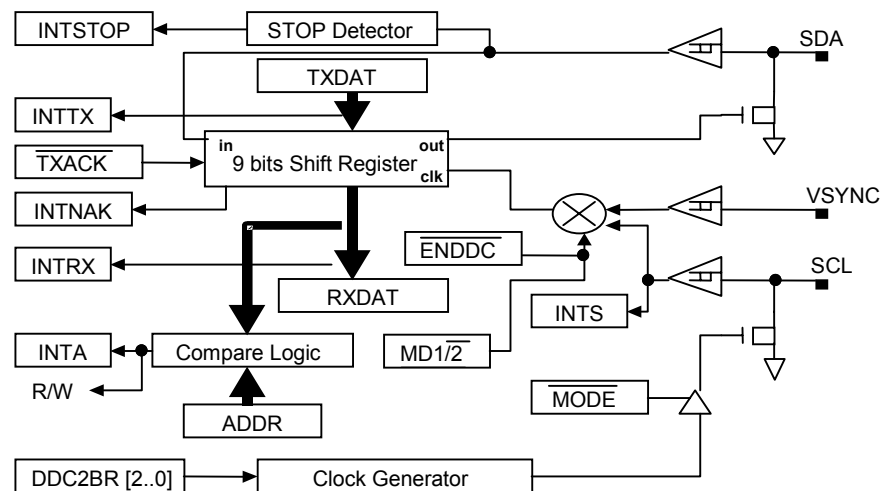 INTSTOP
STOP Detector
SDA
TXDAT
INTTX
in
out
TXACK
9 bits Shift Register
clk
INTNAK
VSYNC
ENDDC
INTRX
SCL
RXDAT
INTS
INTA
Compare Logic
MD1/2
R/W
MODE
ADDR
DDC2BR [2..0]
Clock Generator